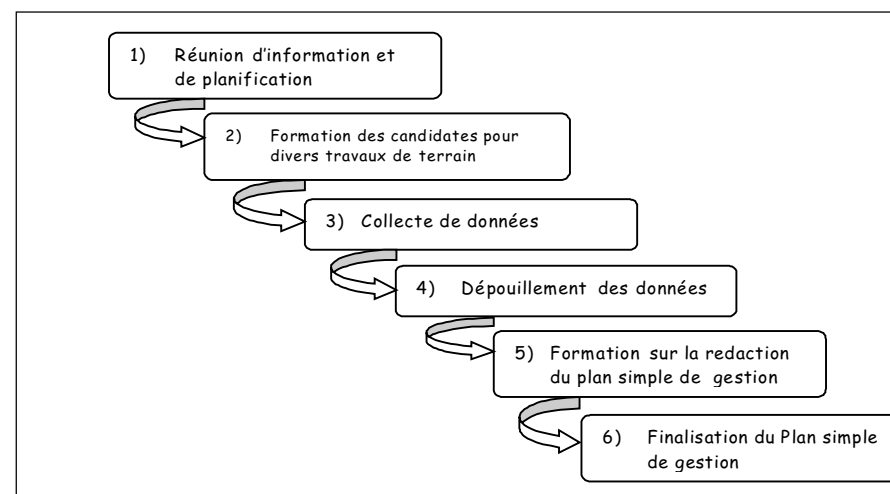 1) Réunion d'information et
de planification
2) Formation des candidates pour
divers travaux de terrain
3) Collecte de données
4) Dépouillement des données
5) Formation sur la redaction
du plan simple de gestion
6) Finalisation du Plan simple
de gestion